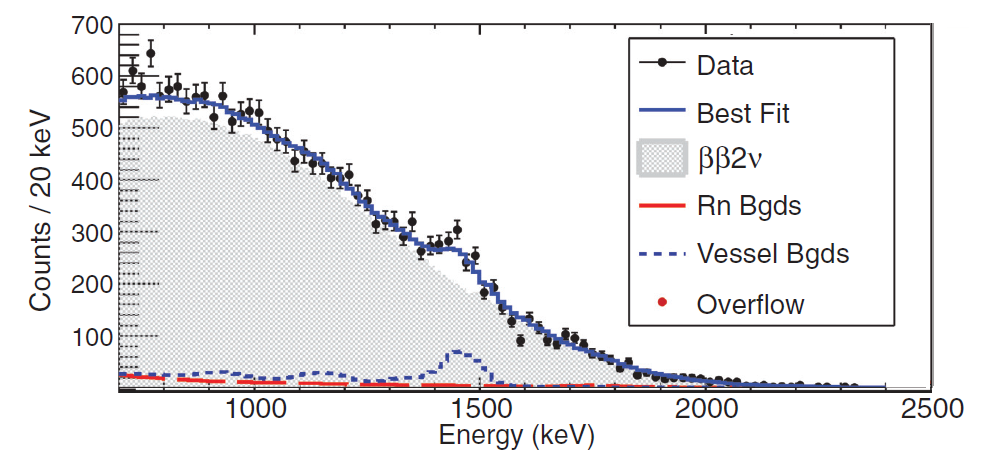 700
600
500
400
300
200
100
Counts / 20 keV
1000
1500
2000
2500
Energy (keV)
Data
Best Fit
ββ2ν
Rn Bgds
Vessel Bgds
Overflow